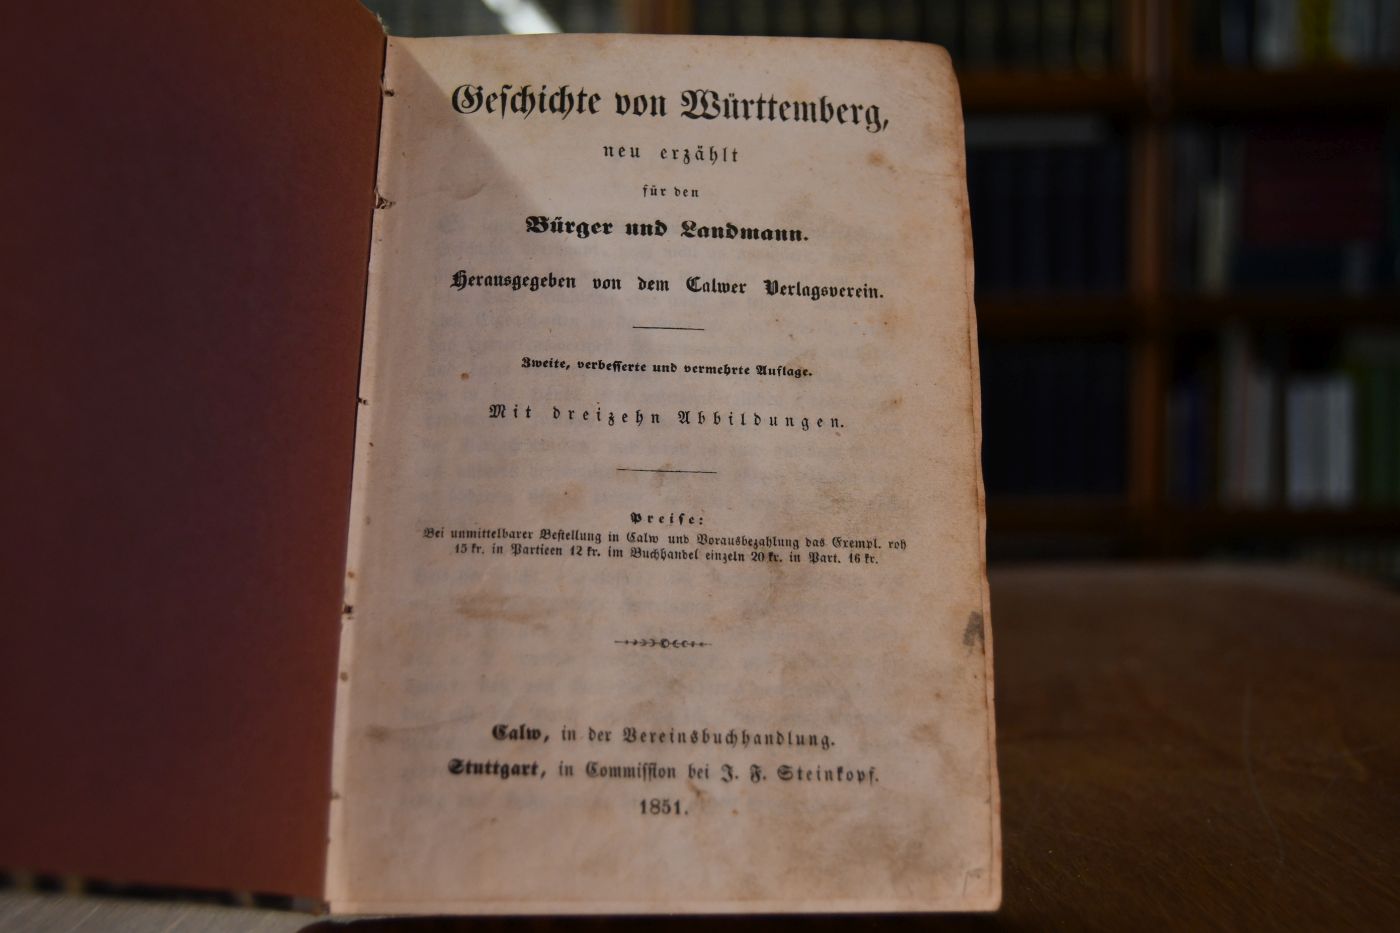 Geschichte von Württemberg,
neu erzählt
für den
Bürger und Landmann.
Herausgegeben von dem Calwer Verlagsverein.
Zweite, verbesserte und vermehrte Auflage.
Mit dreizehn Abbildungen.
Preise:
Bei unmittelbarer Bestellung in Calw und Vorausbezahlung das Exempl. roh
15 kr. in Partieen 12 kr. im Buchhandel einzeln 20 kr. in Part. 16 kr.
Calw, in der Vereinsbuchhandlung.
Stuttgart, in Commission bei J. F. Steinkopf.
1851.